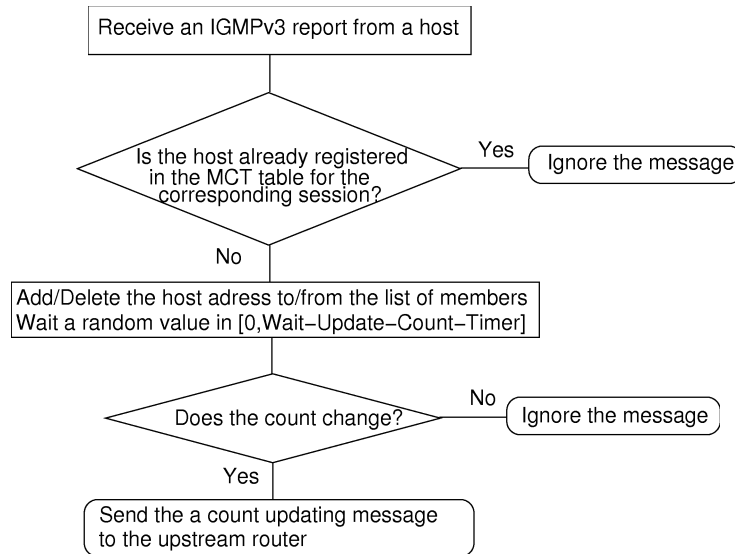 Receive an IGMPv3 report from a host
Is the host already registered
in the MCT table for the
corresponding session?
Yes
Ignore the message
No
Add/Delete the host adress to/from the list of members
Wait a random value in [0,Wait−Update−Count−Timer]
Does the count change?
No
Ignore the message
Yes
Send the a count updating message
to the upstream router